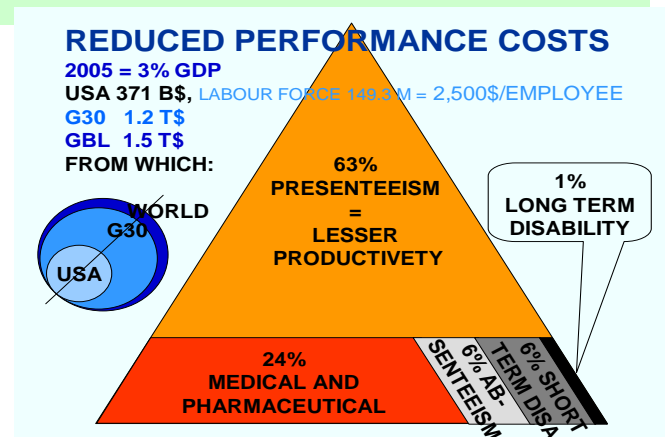 REDUCED PERFORMANCE COSTS
2005 = 3% GDP
USA 371 B$, LABOUR FORCE 149.3 M = 2,500$/EMPLOYEE
G30 1.2 T$
GBL 1.5 T$
FROM WHICH:
WORLD
G30
USA
63%
PRESENTEEISM
=
LESSER
PRODUCTIVETY
1%
LONG TERM
DISABILITY
24%
MEDICAL AND
PHARMACEUTICAL
6% AB-
SENTEEISM
6% SHORT
TERM DISA